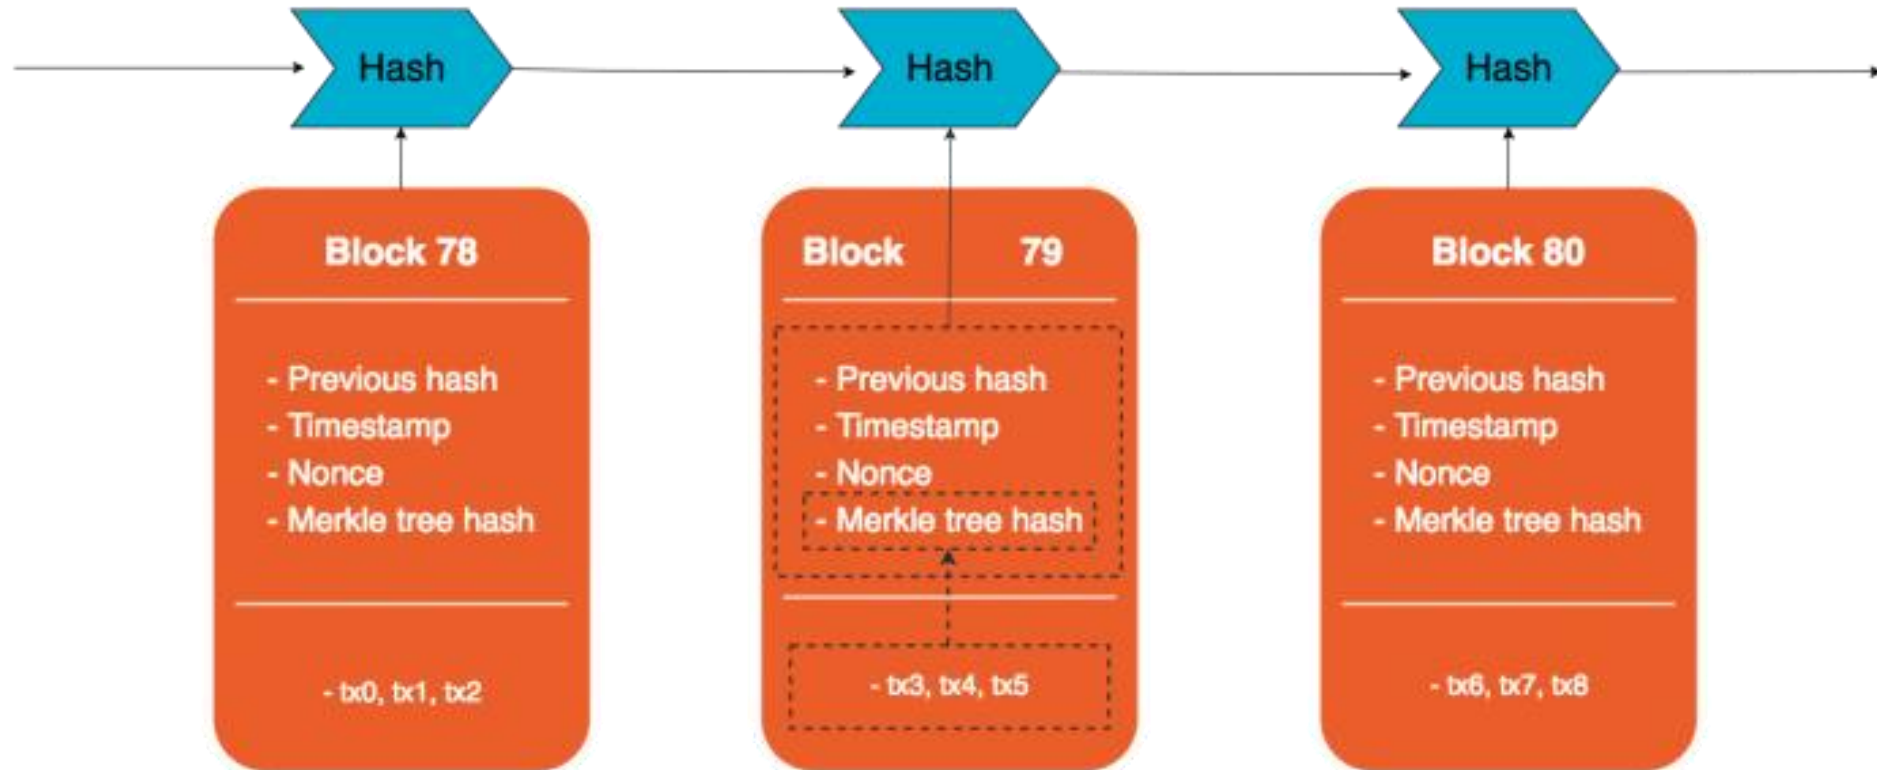 Hash
Hash
Hash
Block 78
- Previous hash
- Timestamp
- Nonce
- Merkle tree hash
- tx0, tx1, tx2
Block 79
- Previous hash
- Timestamp
- Nonce
- Merkle tree hash
- tx3, tx4, tx5
Block 80
- Previous hash
- Timestamp
- Nonce
- Merkle tree hash
- tx6, tx7, tx8